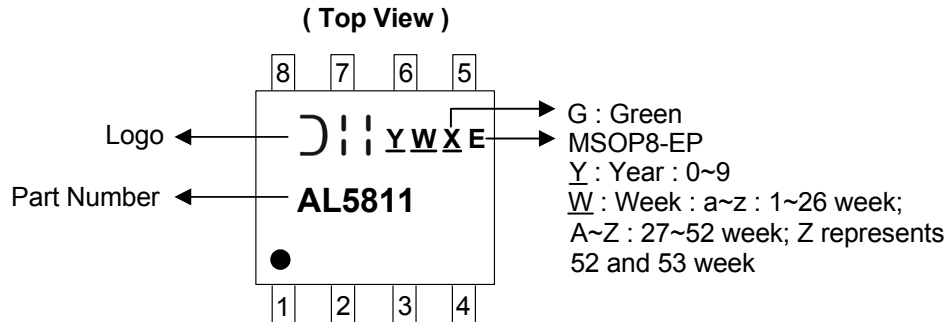 ( Top View )
8 7 6 5
Logo
Y W X E
G : Green
MSOP8-EP
Y : Year : 0~9
W : Week : a~z : 1~26 week;
A~Z : 27~52 week; Z represents
52 and 53 week
Part Number
AL5811
1 2 3 4